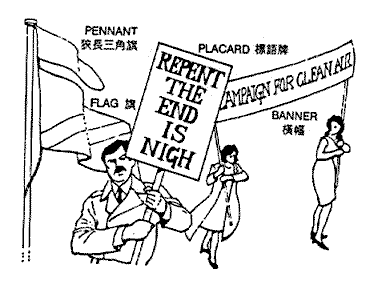 PENNANT
狹長三角旗
PLACARD 標語牌
FLAG 旗
REPENT
THE
END
IS
NIGH
CAMPAIGN FOR CLEAN AIR
BANNER
橫幅